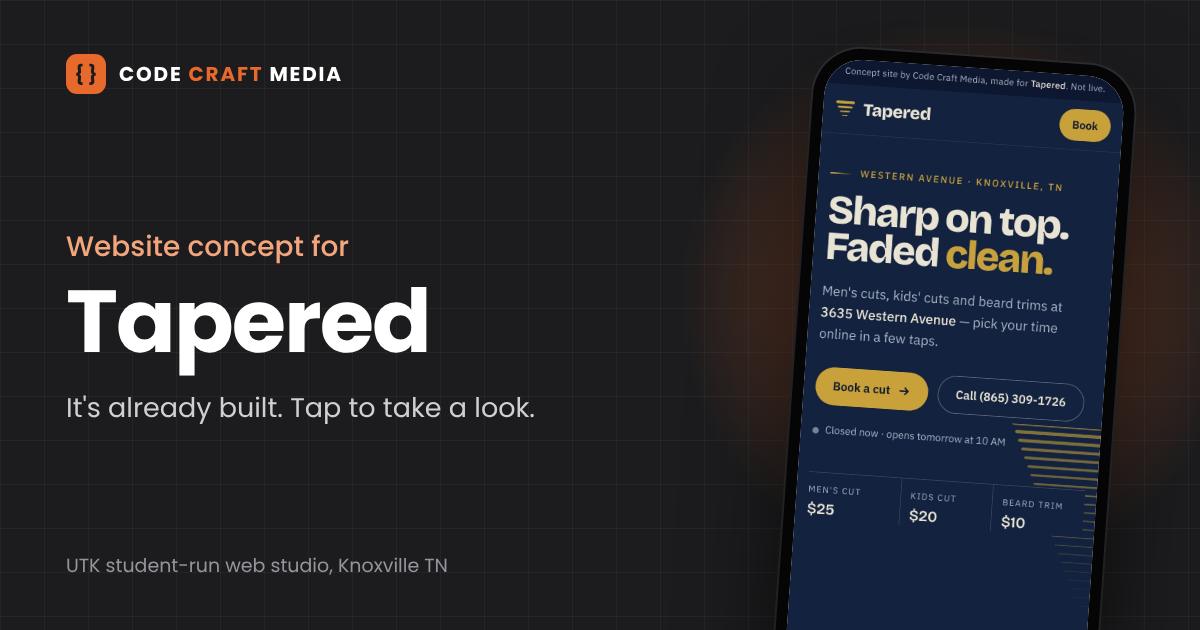 { } CODE CRAFT MEDIA
Website concept for
Tapered
It's already built. Tap to take a look.
UTK student-run web studio, Knoxville TN
Concept site by Code Craft Media, made for Tapered. Not live.
Tapered
Book
WESTERN AVENUE · KNOXVILLE, TN
Sharp on top.
Faded clean.
Men's cuts, kids' cuts and beard trims at
3635 Western Avenue — pick your time
online in a few taps.
Book a cut →
Call (865) 309-1726
Closed now · opens tomorrow at 10 AM
MEN'S CUT
$25
KIDS CUT
$20
BEARD TRIM
$10